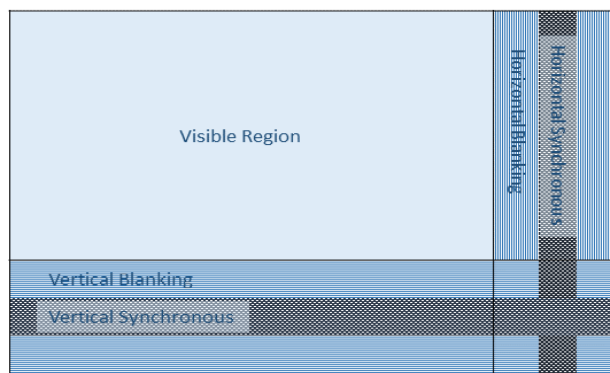 Visible Region
Horizontal Blanking
Horizontal Synchronous
Vertical Blanking
Vertical Synchronous